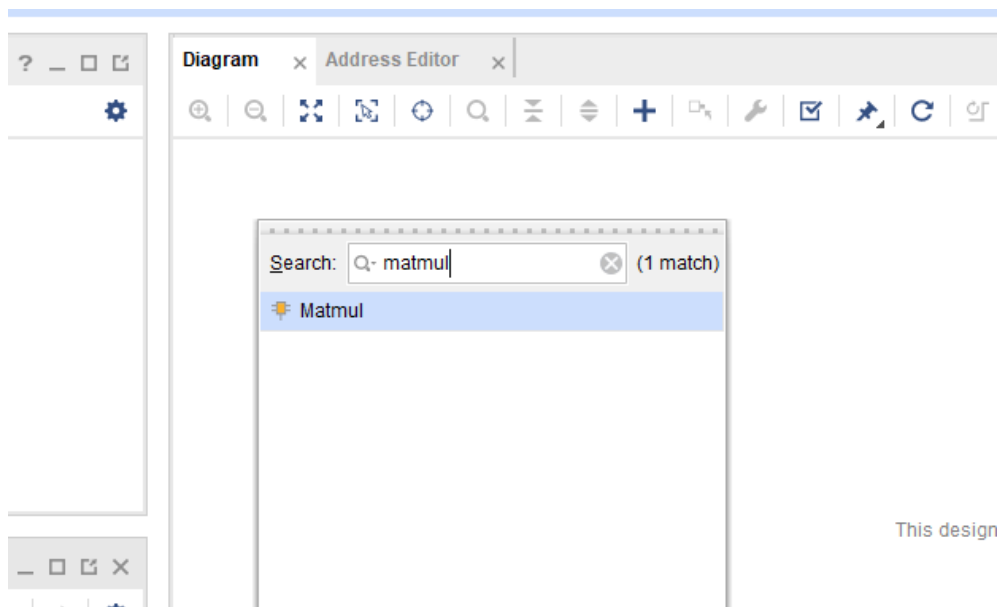 Diagram
Address Editor
Search: matmul (1 match)
Matmul
This design